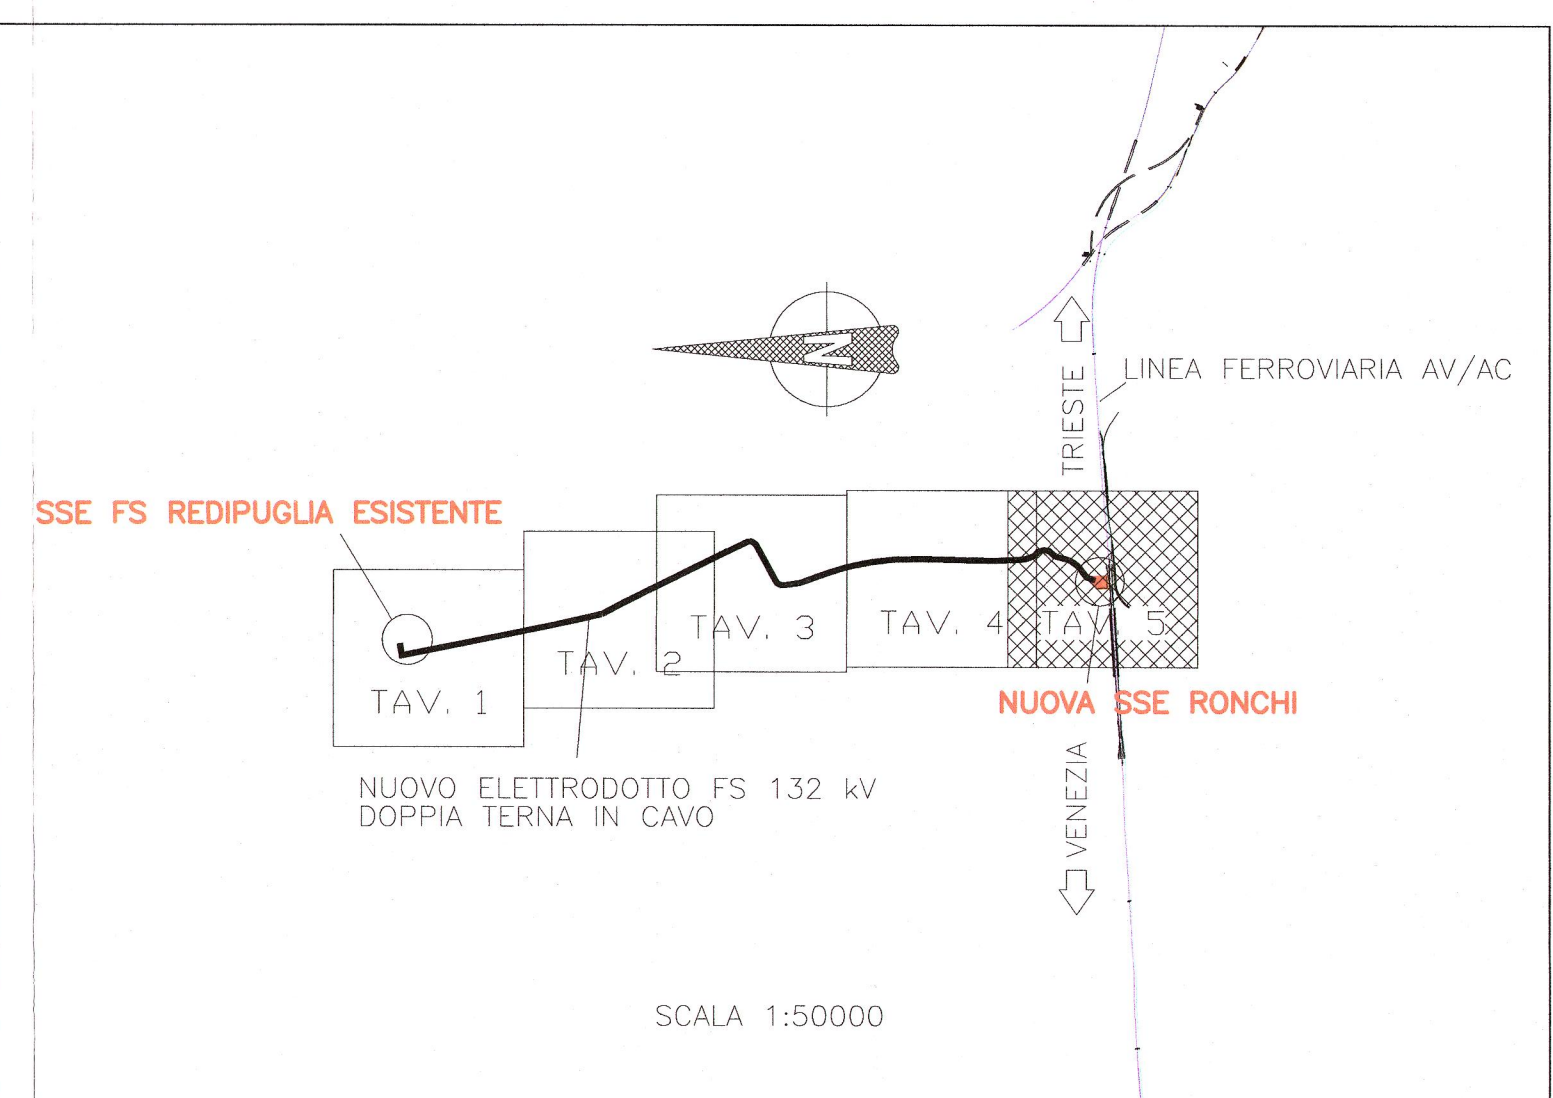 N
LINEA FERROVIARIA AV/AC
TRIESTE
SSE FS REDIPUGLIA ESISTENTE
TAV. 1
TAV. 2
TAV. 3
TAV. 4
TAV. 5
NUOVA SSE RONCHI
NUOVO ELETTRODOTTO FS 132 kV
DOPPIA TERNA IN CAVO
VENEZIA
SCALA 1:50000